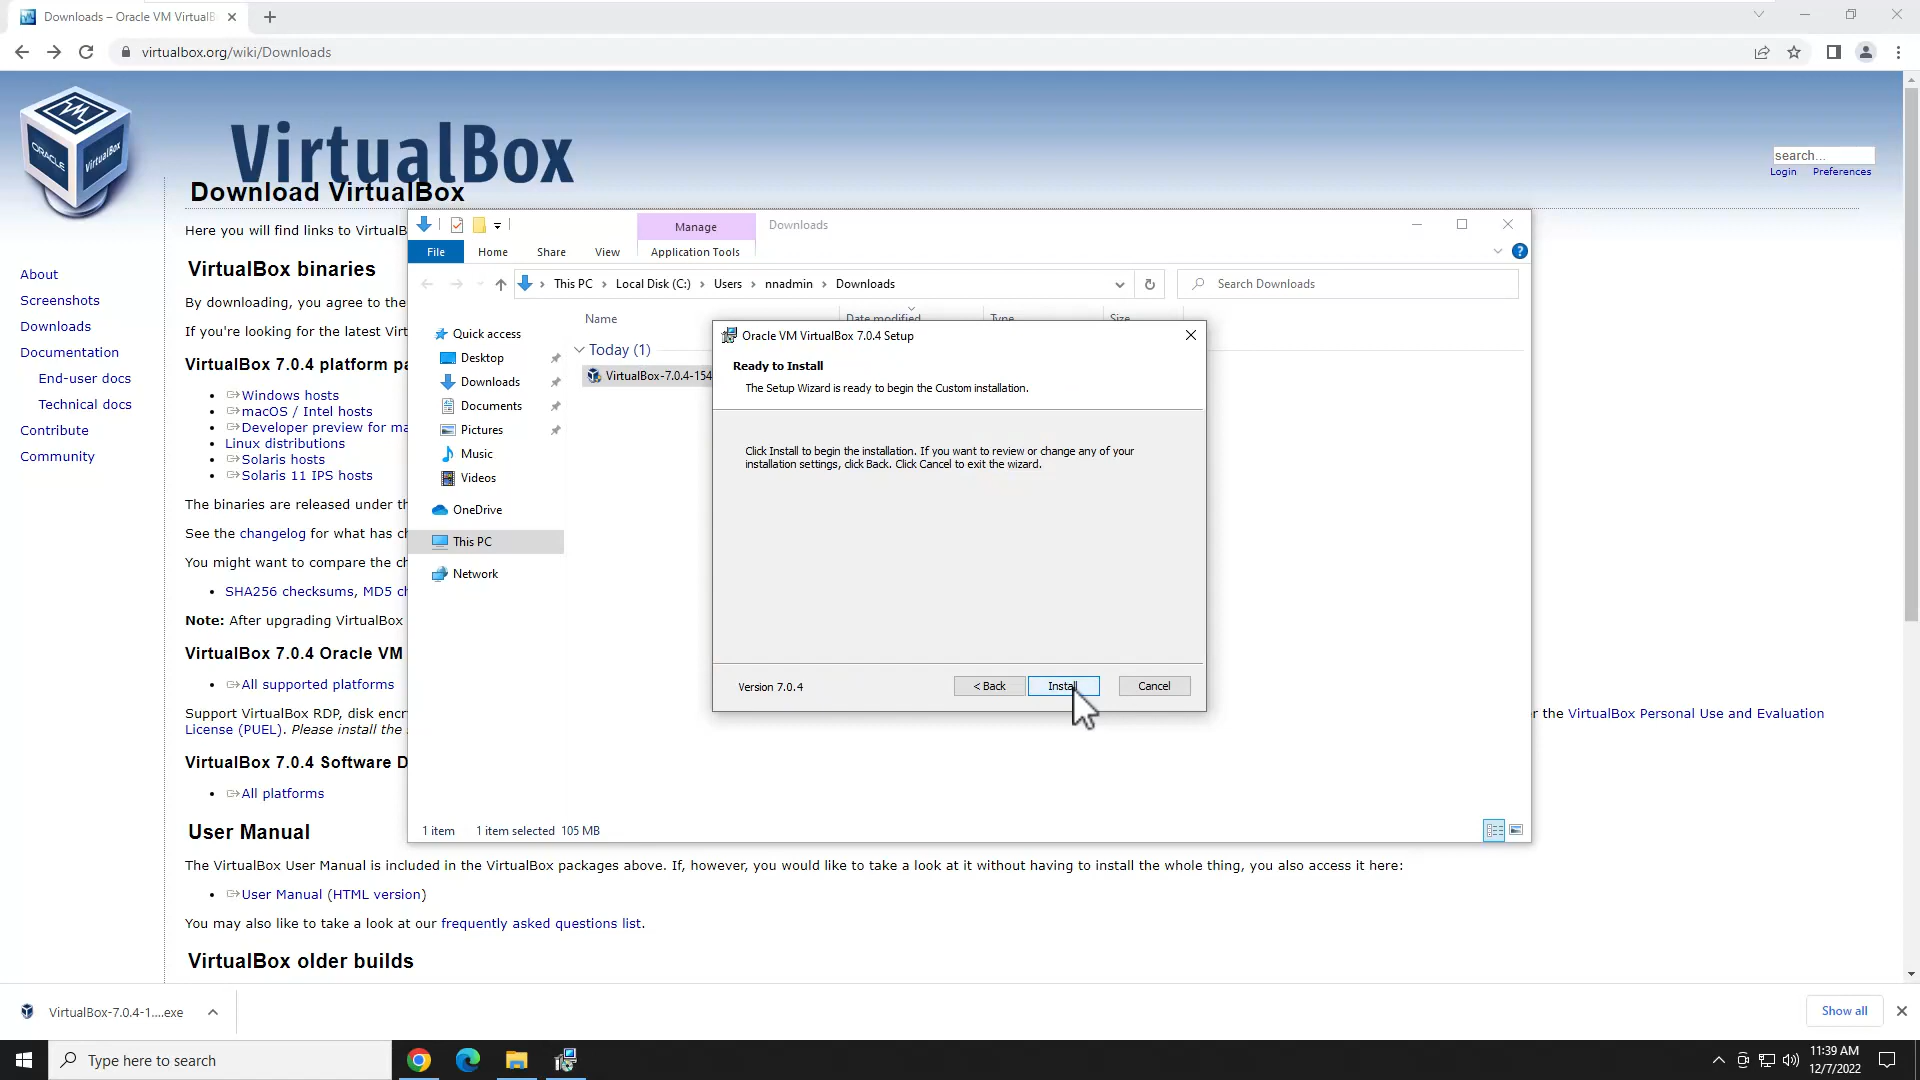 Downloads – Oracle VM VirtualB
virtualbox.org/wiki/Downloads
ORACLE
VirtualBox
VirtualBox
search...
Login Preferences
Download VirtualBox
Here you will find links to VirtualB
About
Screenshots
Downloads
Documentation
End-user docs
Technical docs
Contribute
Community
VirtualBox binaries
By downloading, you agree to the
If you're looking for the latest Virt
VirtualBox 7.0.4 platform pa
Windows hosts
macOS / Intel hosts
Developer preview for ma
Linux distributions
Solaris hosts
Solaris 11 IPS hosts
The binaries are released under th
See the changelog for what has ch
You might want to compare the ch
SHA256 checksums, MD5 ch
Note: After upgrading VirtualBox
VirtualBox 7.0.4 Oracle VM
All supported platforms
Support VirtualBox RDP, disk encr
r the VirtualBox Personal Use and Evaluation
License (PUEL). Please install the
VirtualBox 7.0.4 Software D
All platforms
User Manual
The VirtualBox User Manual is included in the VirtualBox packages above. If, however, you would like to take a look at it without having to install the whole thing, you also access it here:
User Manual (HTML version)
You may also like to take a look at our frequently asked questions list.
VirtualBox older builds
Manage Downloads
File Home Share View Application Tools
This PC Local Disk (C:) Users nnadmin Downloads
Search Downloads
Quick access
Desktop
Downloads
Documents
Pictures
Music
Videos
OneDrive
This PC
Network
Name Date modified Type Size
Today (1)
VirtualBox-7.0.4-154
1 item 1 item selected 105 MB
Oracle VM VirtualBox 7.0.4 Setup
Ready to Install
The Setup Wizard is ready to begin the Custom installation.
Click Install to begin the installation. If you want to review or change any of your
installation settings, click Back. Click Cancel to exit the wizard.
Version 7.0.4
< Back Install Cancel
VirtualBox-7.0.4-1....exe
Show all
Type here to search
11:39 AM
12/7/2022